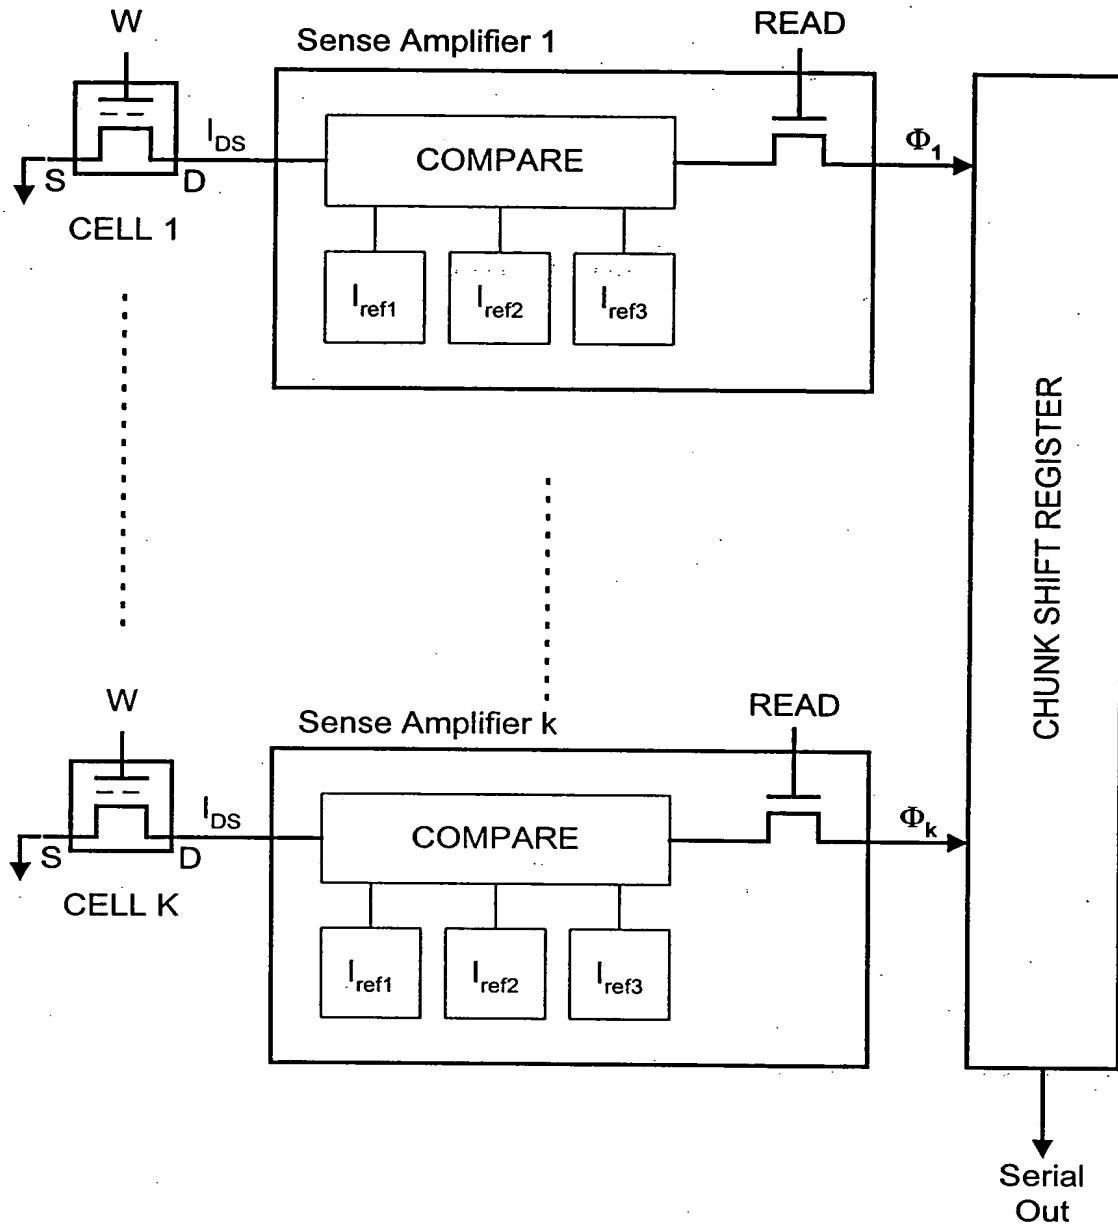 W
Sense Amplifier 1
READ
I_DS
COMPARE
Φ_1
S
D
CELL 1
I_ref1
I_ref2
I_ref3
CHUNK SHIFT REGISTER
W
Sense Amplifier k
READ
I_DS
COMPARE
Φ_k
S
D
CELL K
I_ref1
I_ref2
I_ref3
Serial
Out